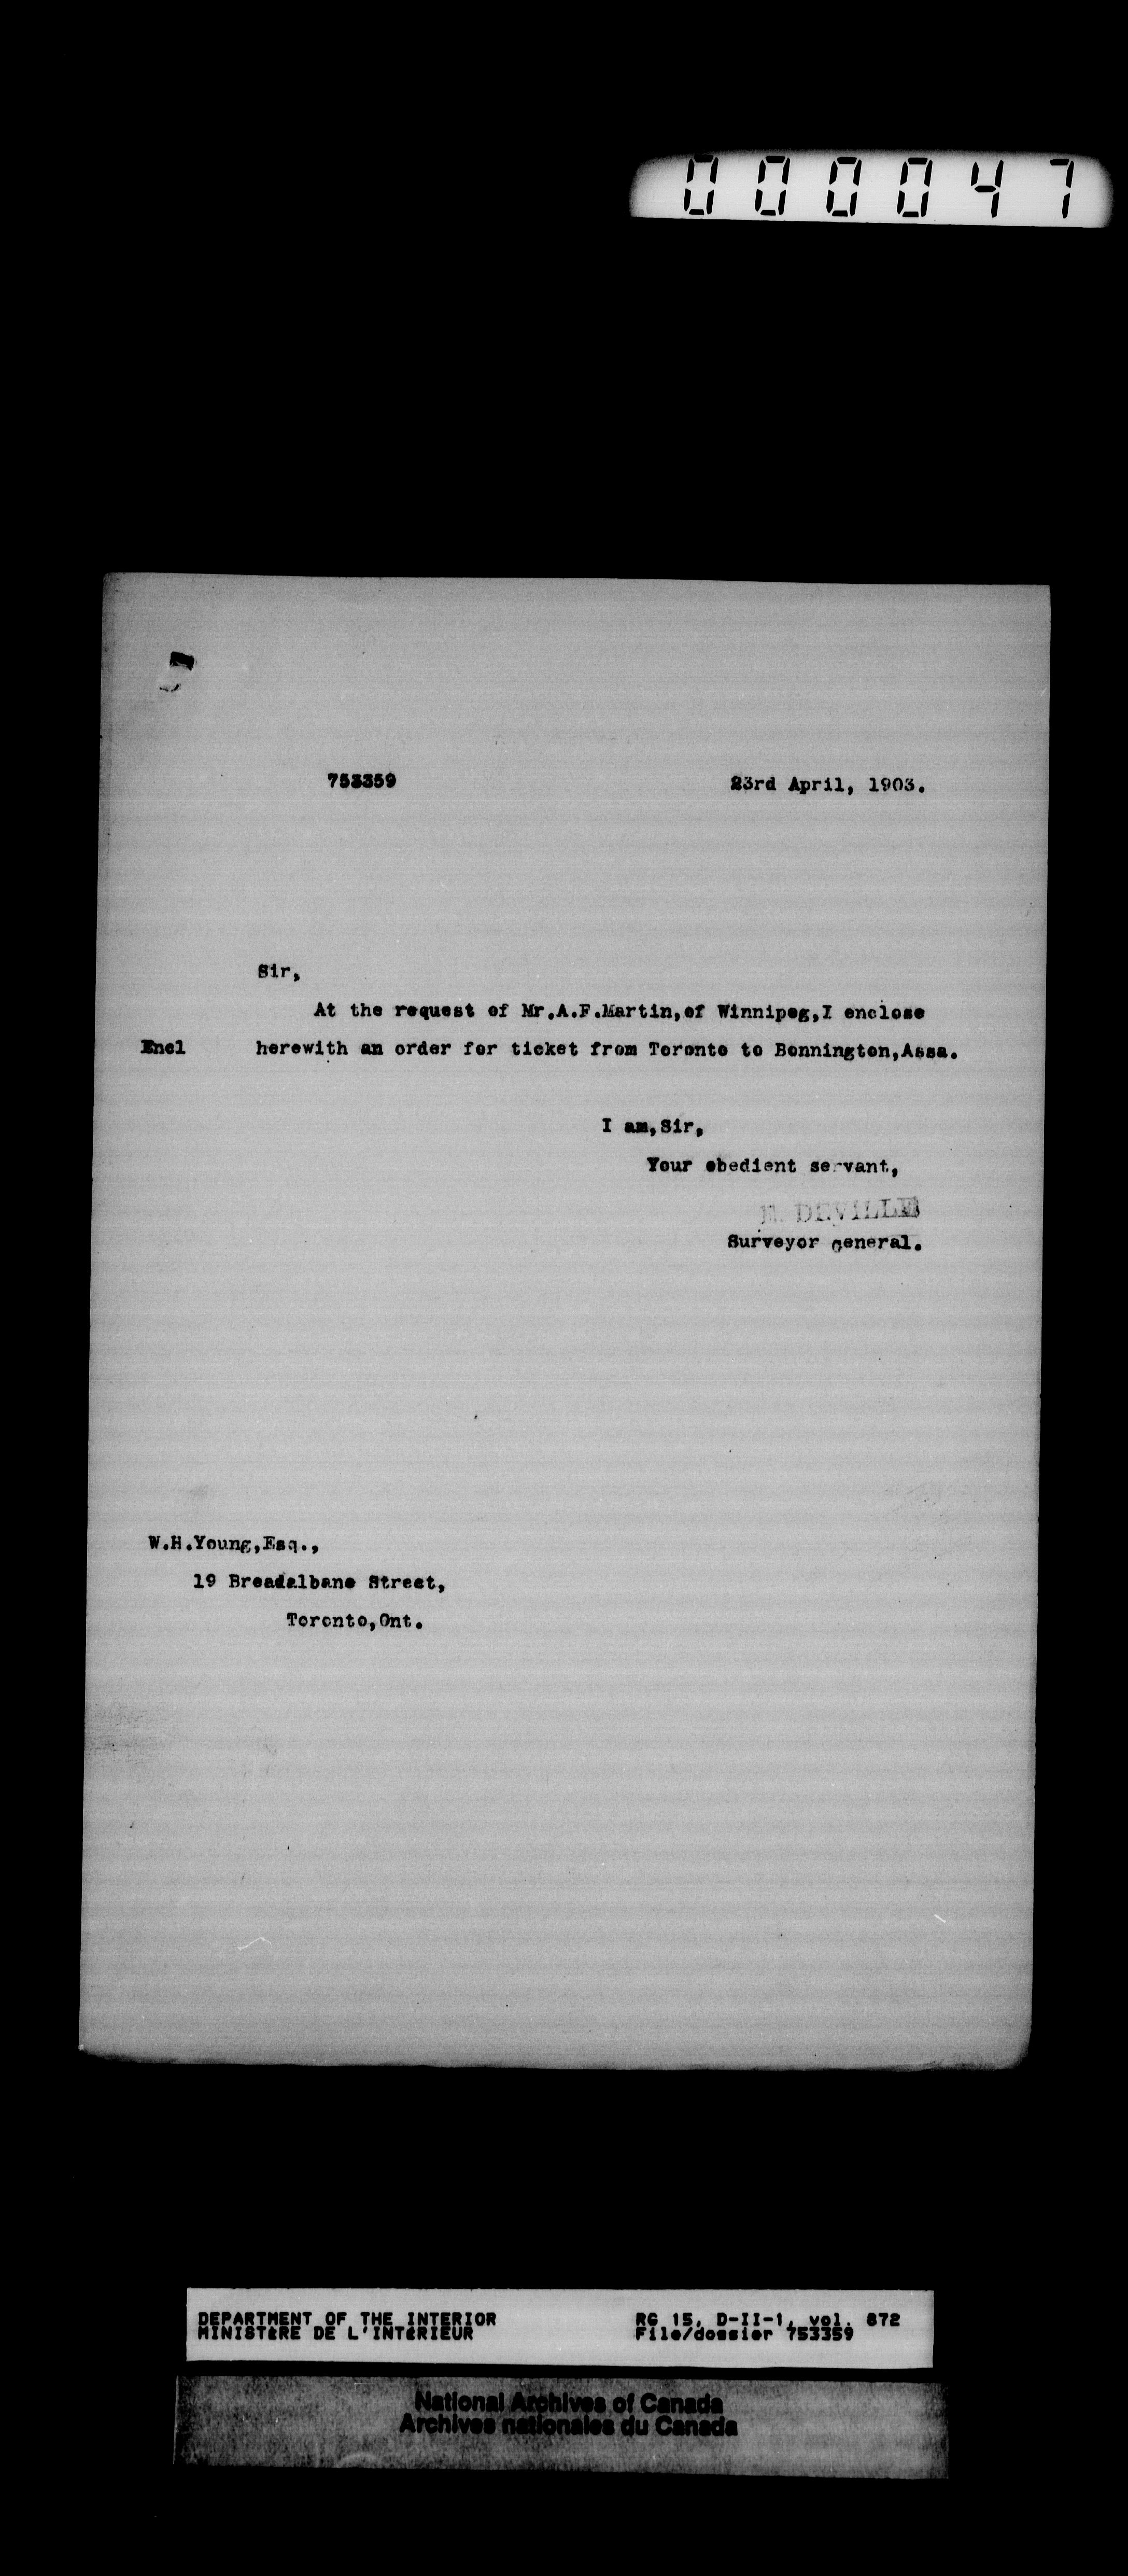 000047
753359 23rd April, 1903.
Sir,
At the request of Mr.A.F.Martin,of Winnipeg,I enclose
Encl herewith an order for ticket from Toronto to Bonnington,Assa.
I am,Sir,
Your obedient servant,
E. DEVILLE
Surveyor general.
W.H.Young,Esq.,
19 Breadalbane Street,
Toronto,Ont.
DEPARTMENT OF THE INTERIOR RG 15, D-II-1, vol. 872
MINISTÈRE DE L'INTÉRIEUR File/dossier 753359
National Archives of Canada
Archives nationales du Canada